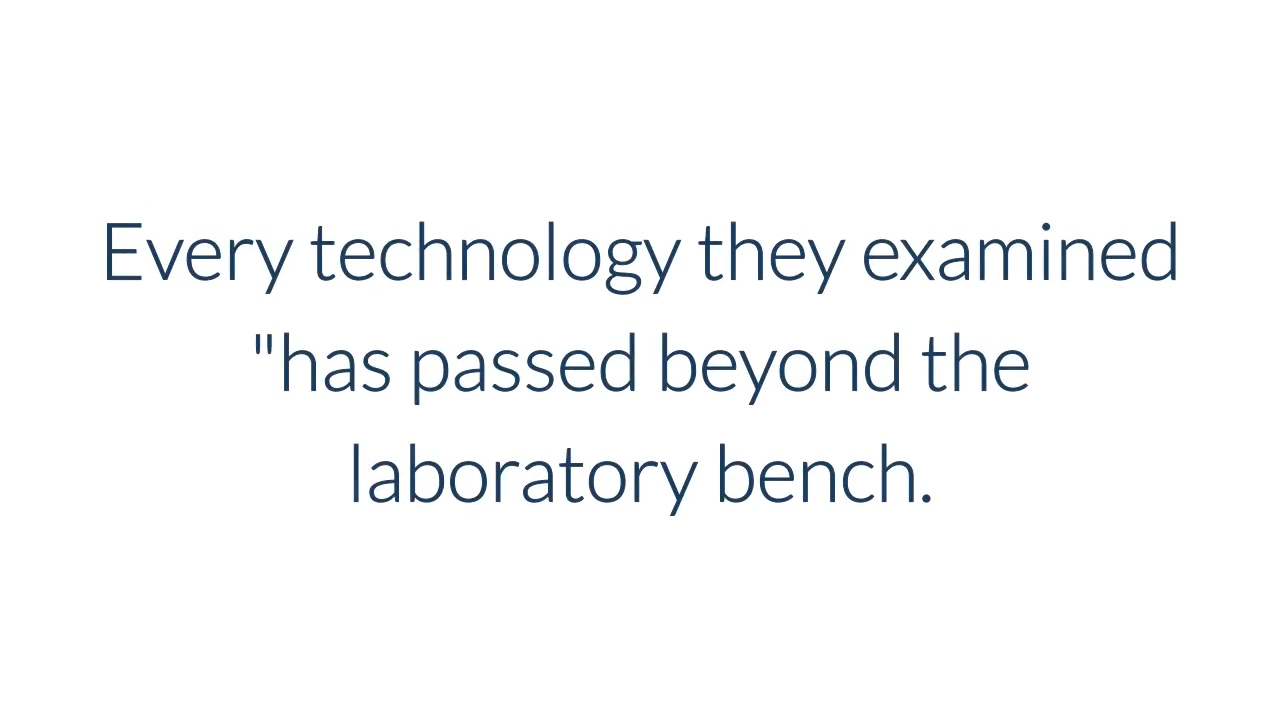 Every technology they examined
"has passed beyond the
laboratory bench.